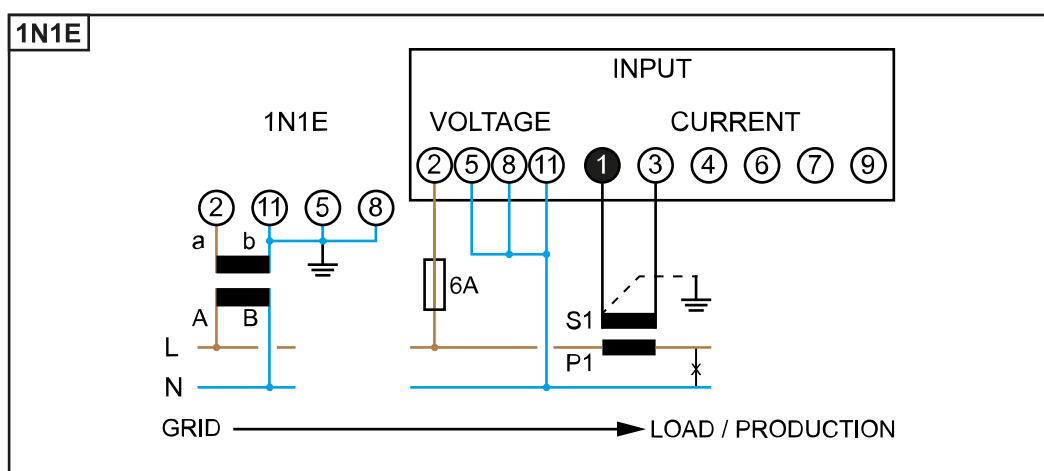 1N1E
INPUT
1N1E
VOLTAGE CURRENT
2 5 8 11 1 3 4 6 7 9
2 11 5 8
a b
6A
A B
S1
L
P1
N
GRID LOAD / PRODUCTION